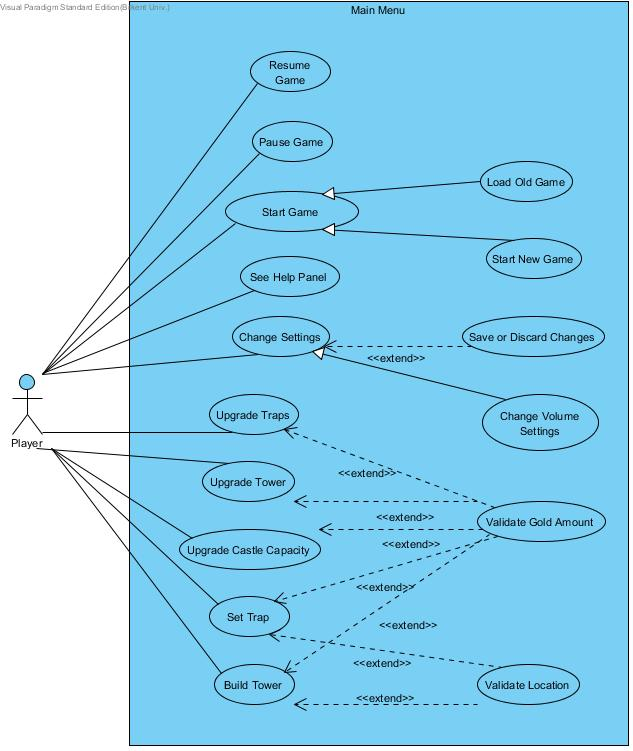 Visual Paradigm Standard Edition(Bilkent Univ.)
Main Menu
Resume
Game
Pause Game
Load Old Game
Start Game
Start New Game
See Help Panel
Change Settings
Save or Discard Changes
<<extend>>
Upgrade Traps
Change Volume
Settings
Player
<<extend>>
Upgrade Tower
<<extend>>
Validate Gold Amount
<<extend>>
Upgrade Castle Capacity
<<extend>>
Set Trap
<<extend>>
<<extend>>
Build Tower
Validate Location
<<extend>>